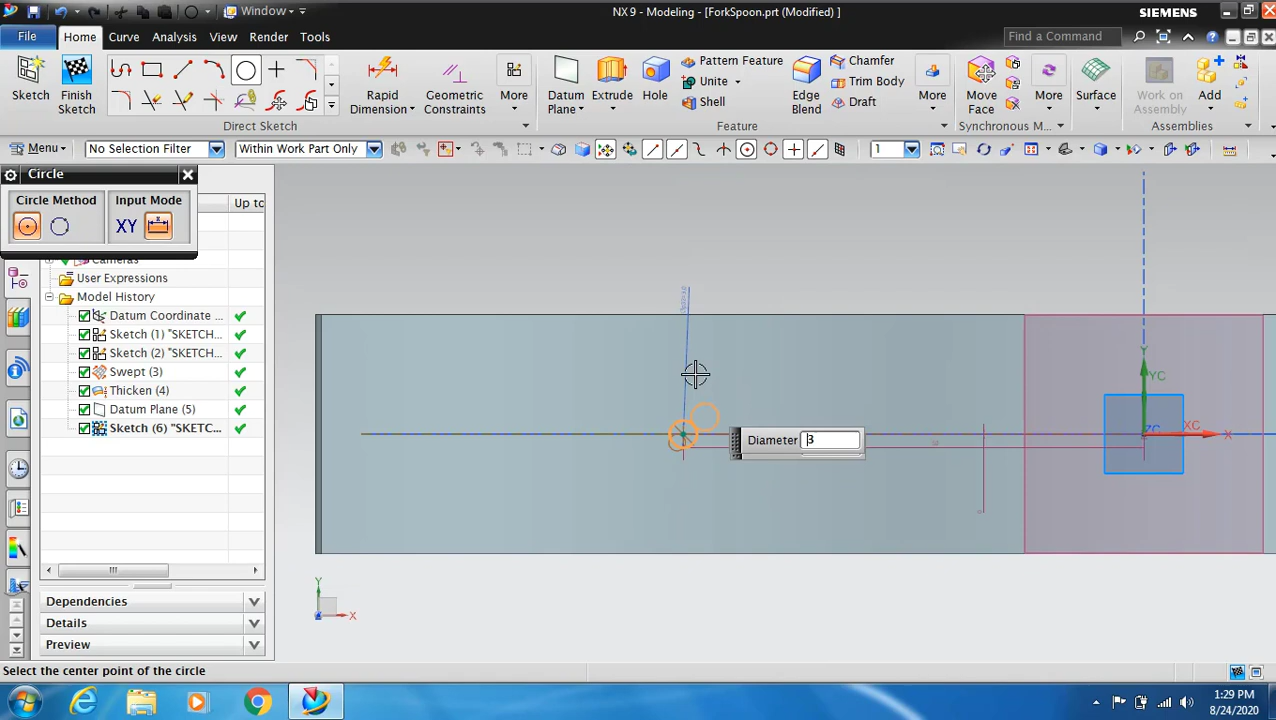 Window
NX 9 - Modeling - [ForkSpoon.prt (Modified) ]
SIEMENS
File
Home
Curve
Analysis
View
Render
Tools
Find a Command
Sketch
Finish Sketch
Rapid Dimension
Geometric Constraints
More
Datum Plane
Extrude
Hole
Pattern Feature
Unite
Shell
Edge Blend
Chamfer
Trim Body
Draft
More
Move Face
More
Surface
Work on Assembly
Add
Direct Sketch
Feature
Synchronous M...
Assemblies
Menu
No Selection Filter
Within Work Part Only
1
Circle
Circle Method
Input Mode
XY
Up to
Cameras
User Expressions
Model History
Datum Coordinate ...
Sketch (1) "SKETCH...
Sketch (2) "SKETCH...
Swept (3)
Thicken (4)
Datum Plane (5)
Sketch (6) "SKETC...
Dependencies
Details
Preview
Diameter 3
YC
Y
ZC
XC
X
Y
X
Select the center point of the circle
1:29 PM
8/24/2020